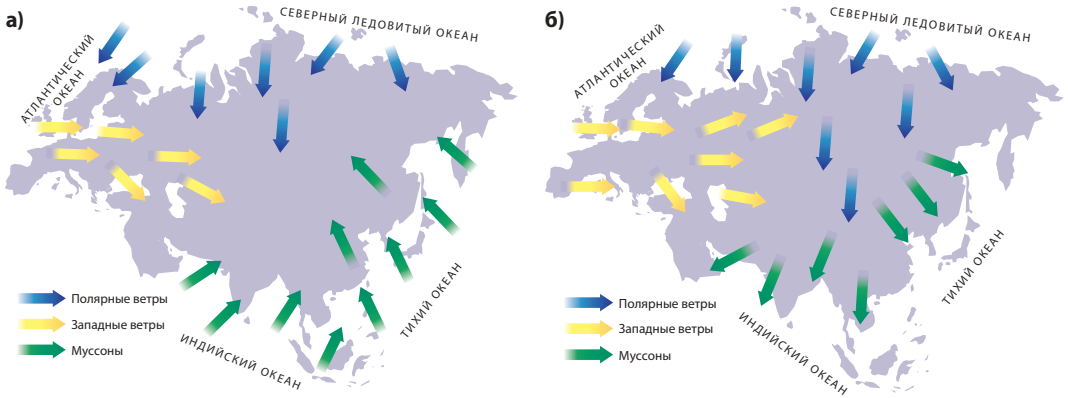 а)
СЕВЕРНЫЙ ЛЕДОВИТЫЙ ОКЕАН
АТЛАНТИЧЕСКИЙ
ОКЕАН
ТИХИЙ ОКЕАН
ИНДИЙСКИЙ ОКЕАН
Полярные ветры
Западные ветры
Муссоны
б)
СЕВЕРНЫЙ ЛЕДОВИТЫЙ ОКЕАН
АТЛАНТИЧЕСКИЙ
ОКЕАН
ТИХИЙ ОКЕАН
ИНДИЙСКИЙ ОКЕАН
Полярные ветры
Западные ветры
Муссоны